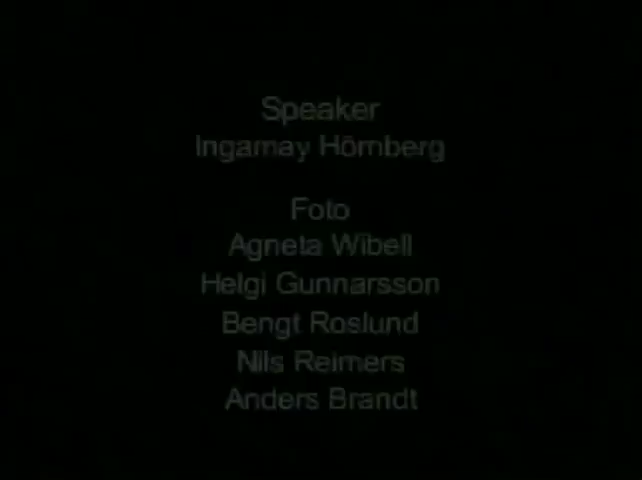 Speaker
Ingamay Hörnberg
Foto
Agneta Wibell
Helgi Gunnarsson
Bengt Roslund
Nils Reimers
Anders Brandt